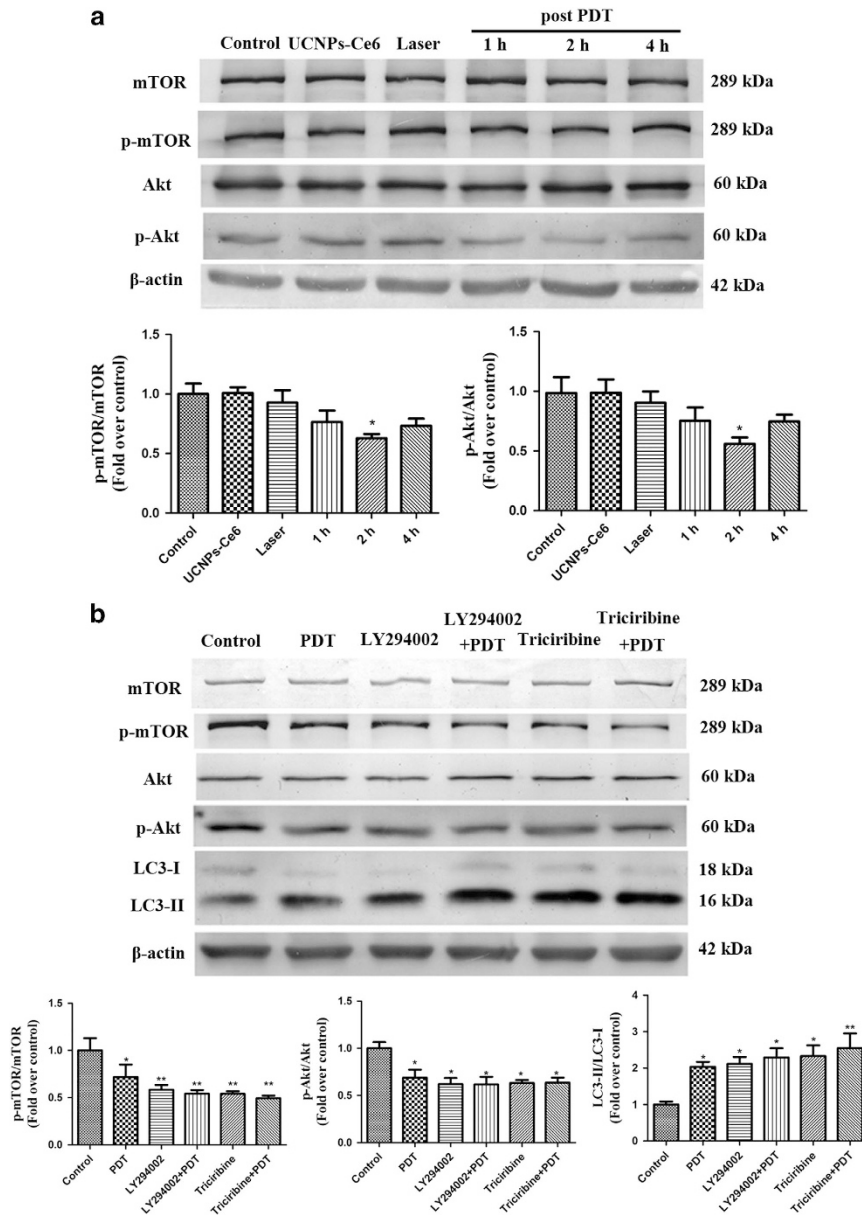 a
post PDT
Control UCNPs-Ce6 Laser 1 h 2 h 4 h
mTOR 289 kDa
p-mTOR 289 kDa
Akt 60 kDa
p-Akt 60 kDa
β-actin 42 kDa
p-mTOR/mTOR
(Fold over control)
1.5
1.0
0.5
0.0
*
Control
UCNPs-Ce6
Laser
1 h
2 h
4 h
p-Akt/Akt
(Fold over control)
1.5
1.0
0.5
0.0
*
Control
UCNPs-Ce6
Laser
1 h
2 h
4 h
b
Control PDT LY294002 LY294002
+PDT Triciribine Triciribine
+PDT
mTOR 289 kDa
p-mTOR 289 kDa
Akt 60 kDa
p-Akt 60 kDa
LC3-I 18 kDa
LC3-II 16 kDa
β-actin 42 kDa
p-mTOR/mTOR
(Fold over control)
1.5
1.0
0.5
0.0
* ** ** ** **
Control
PDT
LY294002
LY294002+PDT
Triciribine
Triciribine+PDT
p-Akt/Akt
(Fold over control)
1.5
1.0
0.5
0.0
* * * * *
Control
PDT
LY294002
LY294002+PDT
Triciribine
Triciribine+PDT
LC3-II/LC3-I
(Fold over control)
4
3
2
1
0
* * * * **
Control
PDT
LY294002
LY294002+PDT
Triciribine
Triciribine+PDT